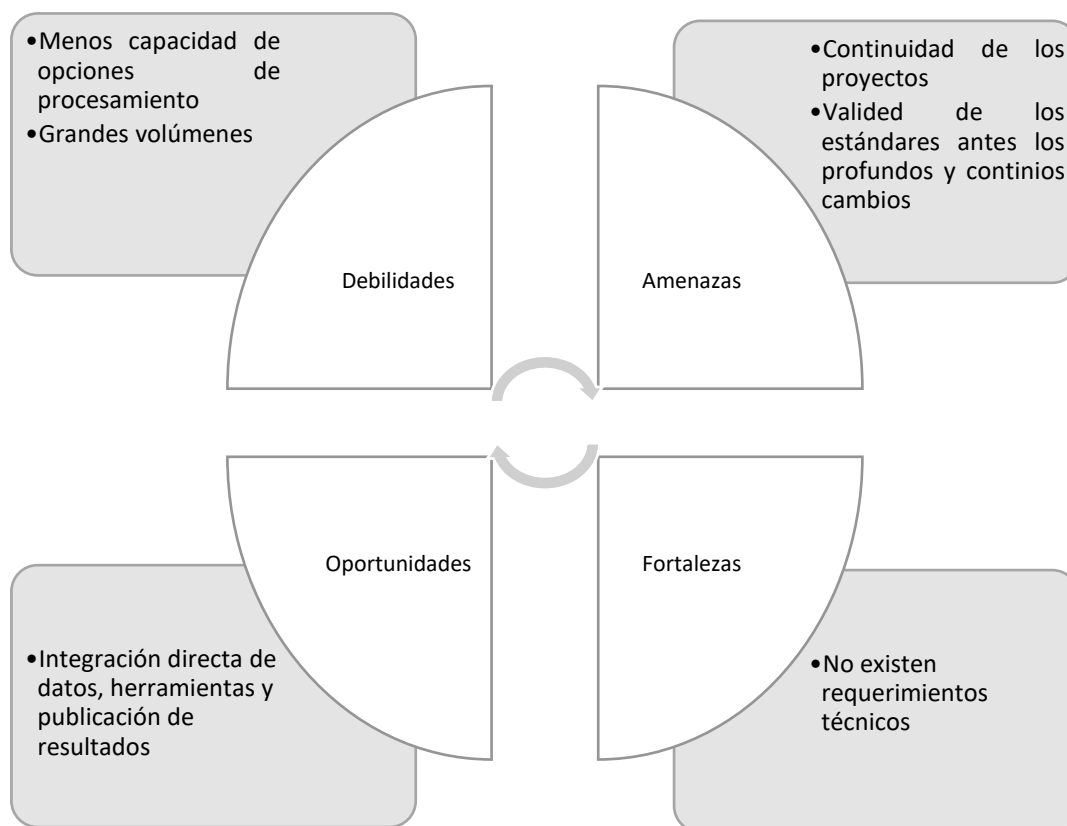 •Menos capacidad de
opciones de
procesamiento
•Grandes volúmenes
•Continuidad de los
proyectos
•Valided de los
estándares antes los
profundos y continios
cambios
Debilidades
Amenazas
Oportunidades
Fortalezas
•Integración directa de
datos, herramientas y
publicación de
resultados
•No existen
requerimientos
técnicos